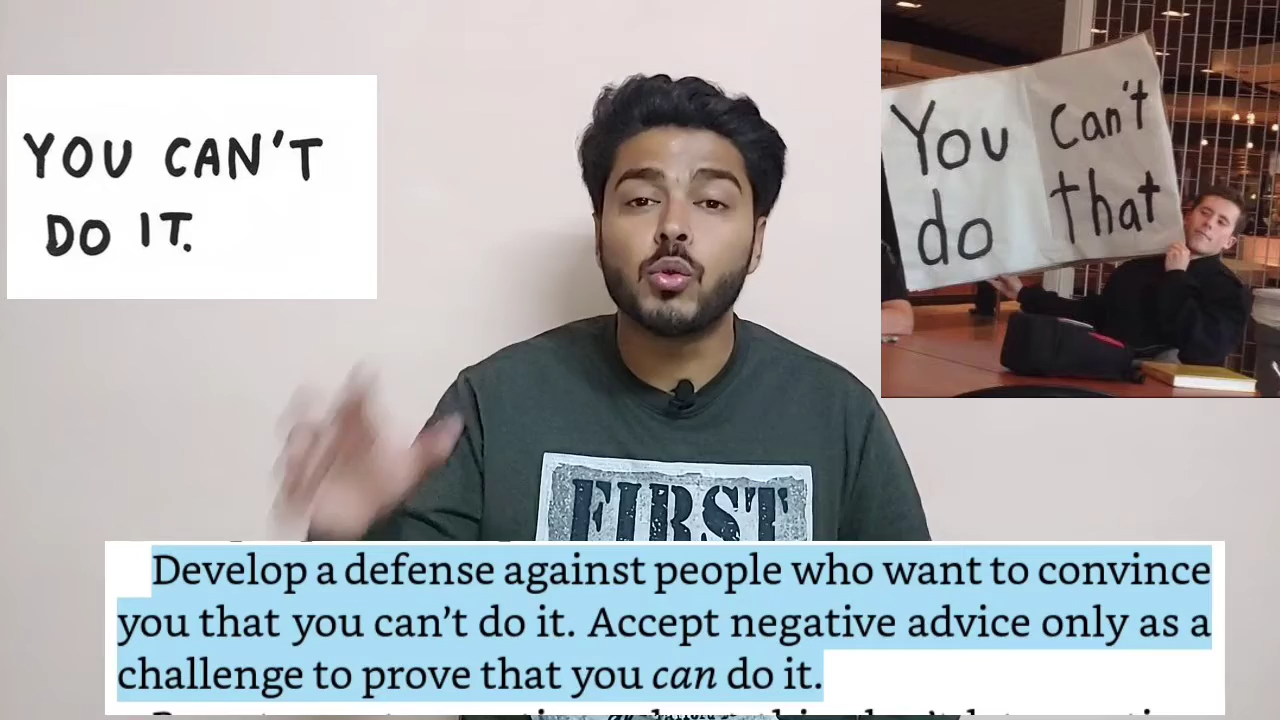 YOU CAN'T
DO IT.
You Can't
do that
FIRST
Develop a defense against people who want to convince
you that you can't do it. Accept negative advice only as a
challenge to prove that you can do it.